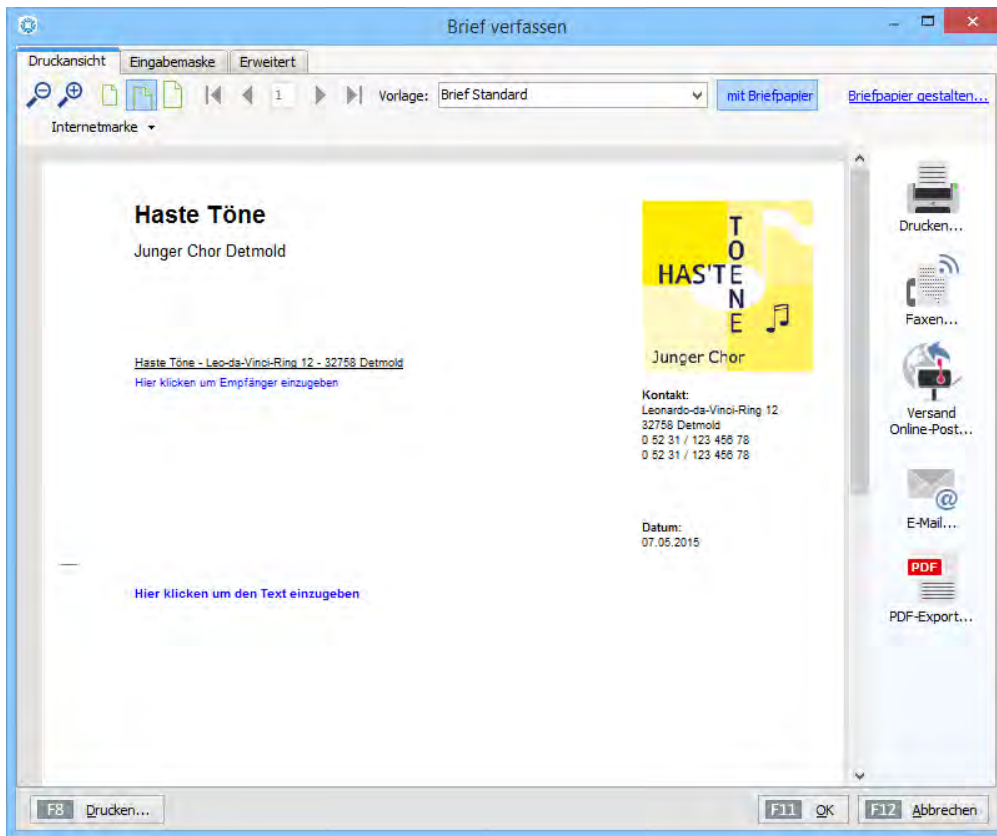 Brief verfassen
Druckansicht Eingabemaske Erweitert
1 Vorlage: Brief Standard mit Briefpapier Briefpapier gestalten...
Internetmarke
Haste Töne
Junger Chor Detmold
TOENE
HAS'TE
Junger Chor
Haste Töne - Leo-da-Vinci-Ring 12 - 32758 Detmold
Hier klicken um Empfänger einzugeben
Kontakt:
Leonardo-da-Vinci-Ring 12
32758 Detmold
0 52 31 / 123 456 78
0 52 31 / 123 456 78
Datum:
07.05.2015
Hier klicken um den Text einzugeben
Drucken...
Faxen...
Versand
Online-Post...
@
E-Mail...
PDF
PDF-Export...
F8 Drucken... F11 OK F12 Abbrechen